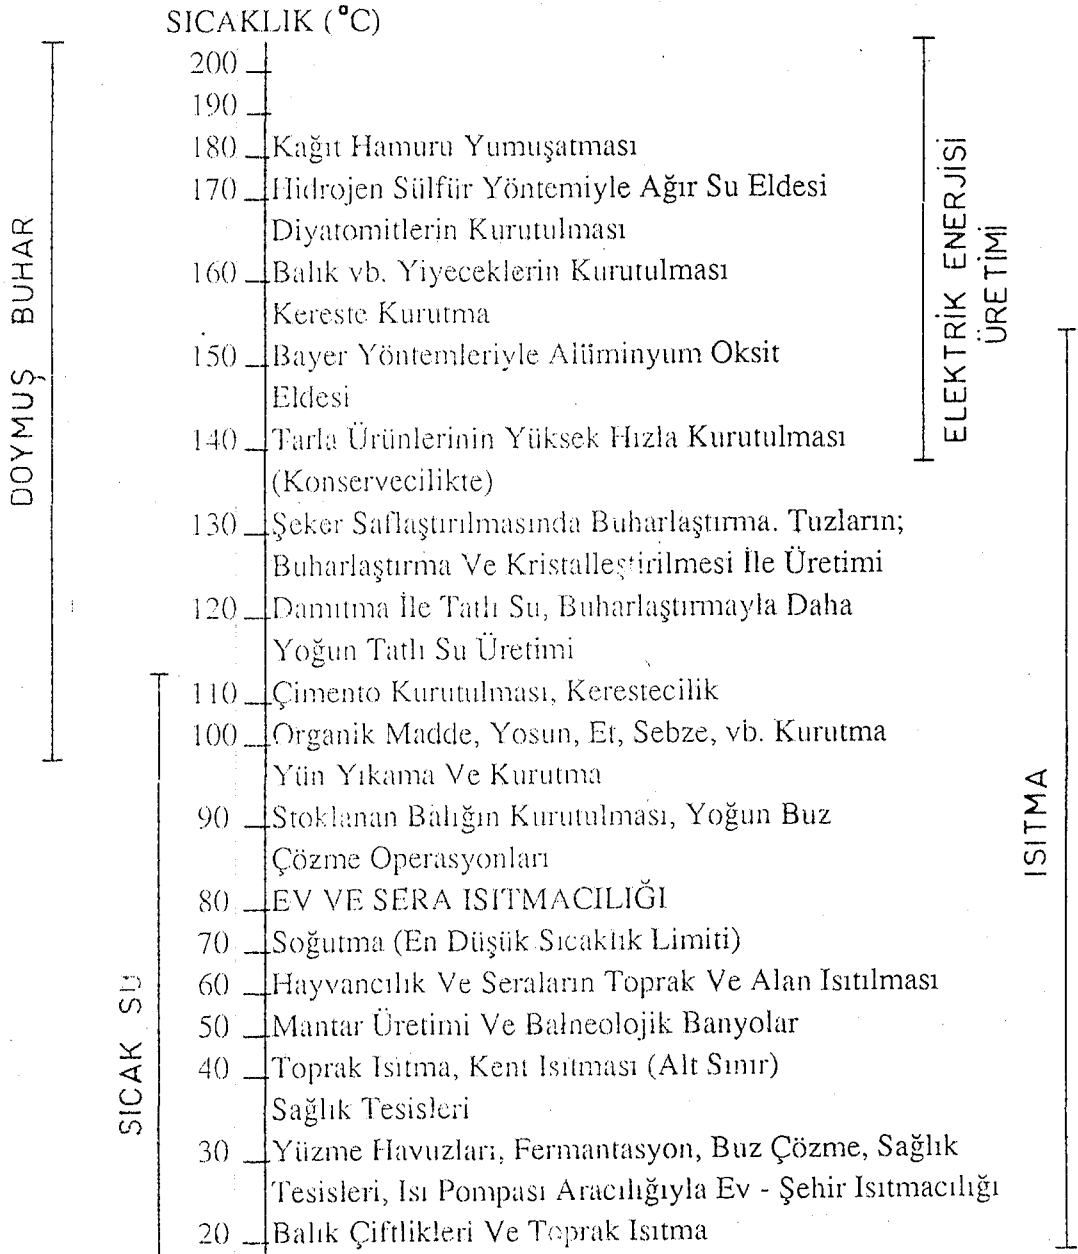 SICAKLIK (°C)
200
190
180 Kağıt Hamuru Yumuşatması
170 Hidrojen Sülfür Yöntemiyle Ağır Su Eldesi
Diyatomitlerin Kurutulması
160 Balık vb. Yiyeceklerin Kurutulması
Kereste Kurutma
150 Bayer Yöntemleriyle Alüminyum Oksit
Eldesi
140 Tarla Ürünlerinin Yüksek Hızla Kurutulması
(Konservecilikte)
130 Şeker Saflaştırılmasında Buharlaştırma. Tuzların;
Buharlaştırma Ve Kristalleştirilmesi İle Üretimi
120 Damıtma İle Tatlı Su, Buharlaştırmayla Daha
Yoğun Tatlı Su Üretimi
110 Çimento Kurutulması, Kerestecilik
100 Organik Madde, Yosun, Et, Sebze, vb. Kurutma
Yün Yıkama Ve Kurutma
90 Stoklanan Balığın Kurutulması, Yoğun Buz
Çözme Operasyonları
80 EV VE SERA ISITMACILIĞI
70 Soğutma (En Düşük Sıcaklık Limiti)
60 Hayvancılık Ve Seraların Toprak Ve Alan Isıtılması
50 Mantar Üretimi Ve Balneolojik Banyolar
40 Toprak Isıtma, Kent Isıtması (Alt Sınır)
Sağlık Tesisleri
30 Yüzme Havuzları, Fermantasyon, Buz Çözme, Sağlık
Tesisleri, Isı Pompası Aracılığıyla Ev - Şehir Isıtmacılığı
20 Balık Çiftlikleri Ve Toprak Isıtma
DOYMUŞ BUHAR
SICAK SU
ELEKTRİK ENERJİSİ
ÜRETİMİ
ISITMA